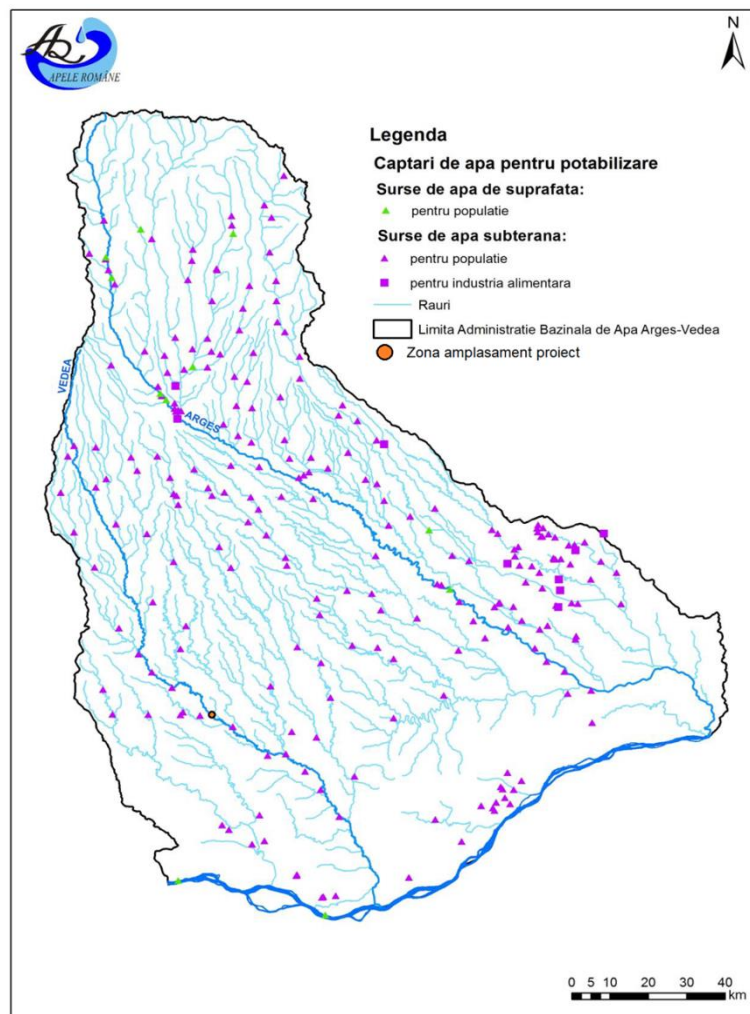 APELE ROMÂNE
N
Legenda
Captari de apa pentru potabilizare
Surse de apa de suprafata:
pentru populatie
Surse de apa subterana:
pentru populatie
pentru industria alimentara
Rauri
Limita Administratie Bazinala de Apa Arges-Vedea
Zona amplasament proiect
VEDEA
ARGES
0 5 10 20 30 40
km